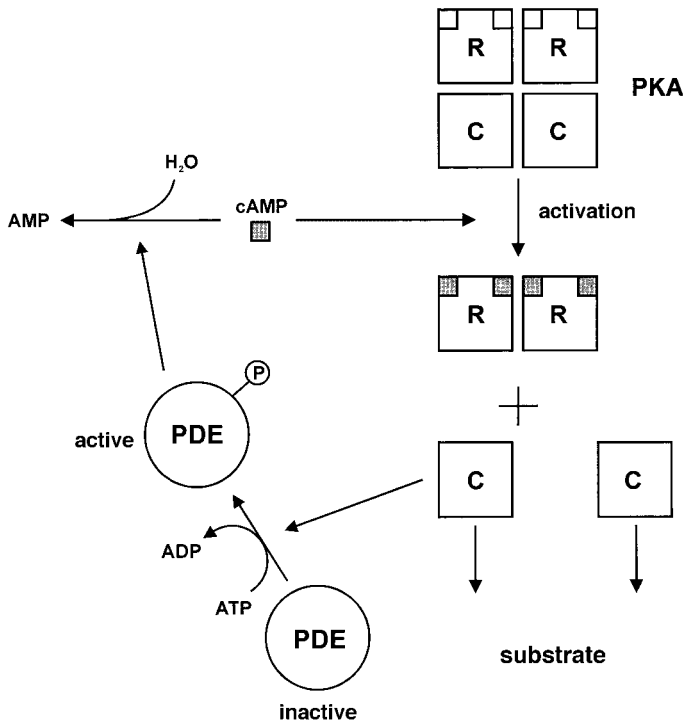 R R
PKA
C C
H₂O
cAMP
AMP
activation
R R
P
active PDE
C C
ADP
ATP
PDE
substrate
inactive